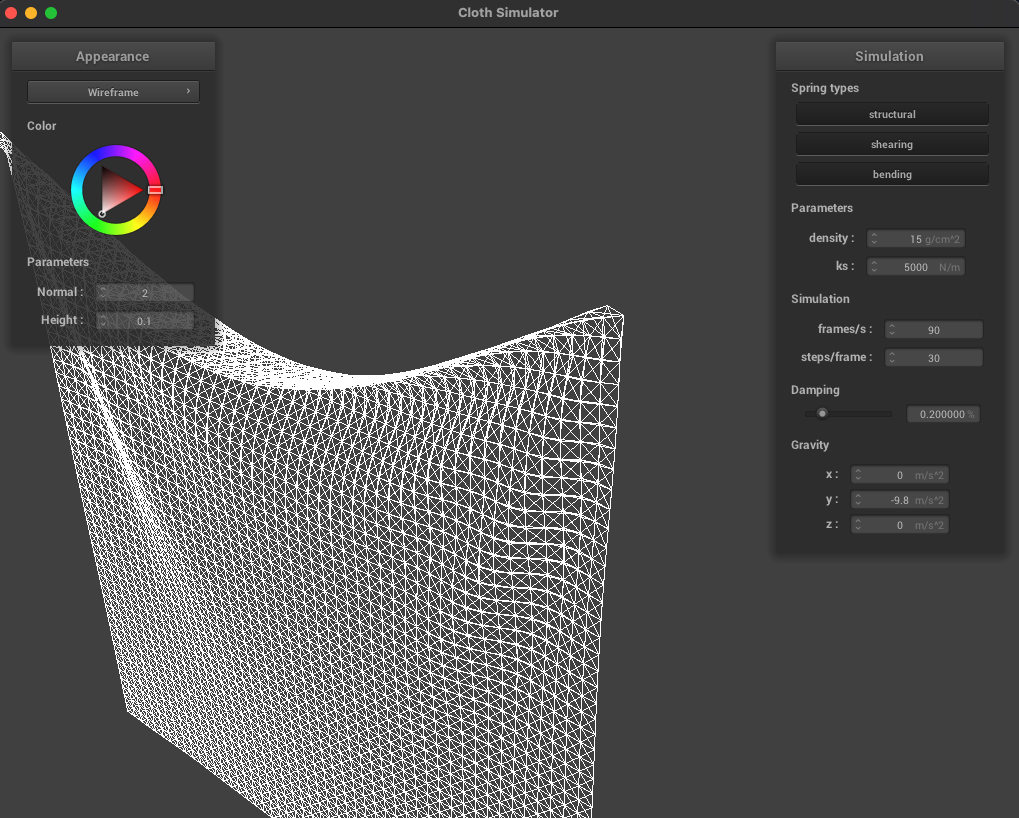 Cloth Simulator
Appearance
Wireframe ›
Color
Parameters
Normal : 2
Height : 0.1
Simulation
Spring types
structural
shearing
bending
Parameters
density : 15 g/cm^2
ks : 5000 N/m
Simulation
frames/s : 90
steps/frame : 30
Damping
0.200000 %
Gravity
x : 0 m/s^2
y : -9.8 m/s^2
z : 0 m/s^2